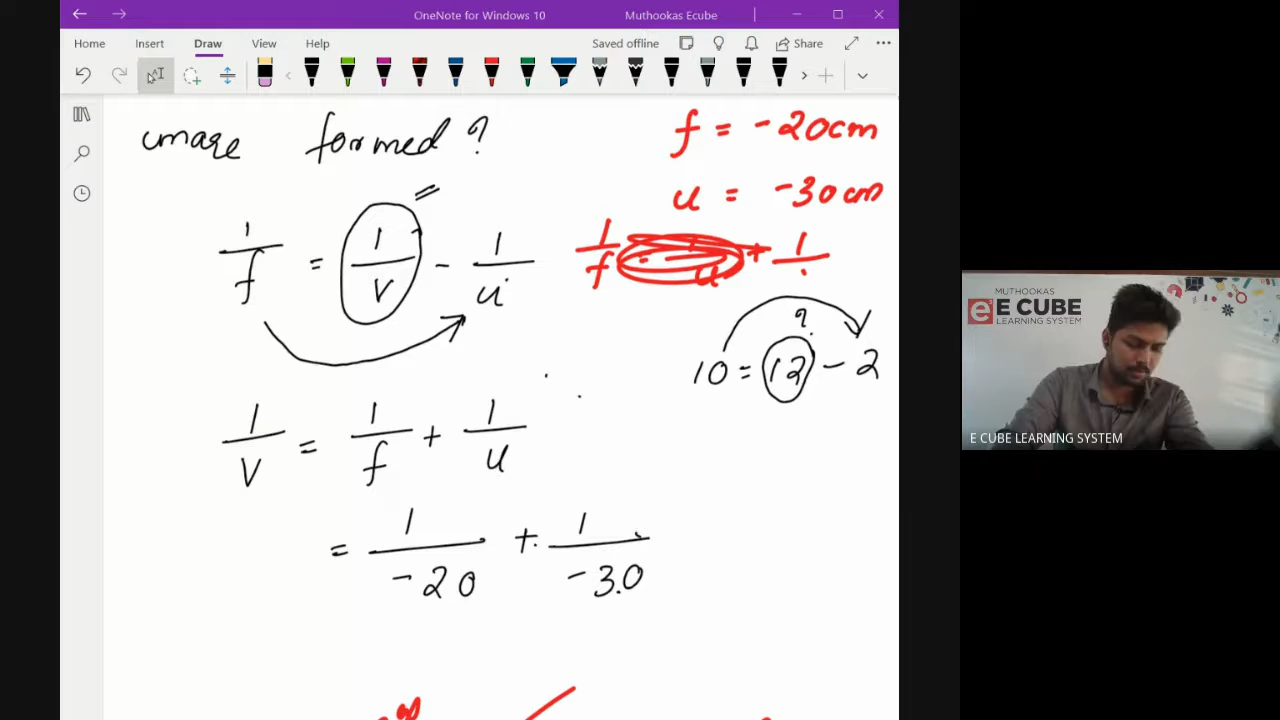 OneNote for Windows 10
Muthookas Ecube
Home Insert Draw View Help
Saved offline Share
image formed?
f = -20cm
u = -30cm
1/f = 1/v - 1/u
1/f + 1/
?
10 = 12 - 2
1/v = 1/f + 1/u
= 1/-20 + 1/-30
MUTHOOKAS
E CUBE
LEARNING SYSTEM
E CUBE LEARNING SYSTEM